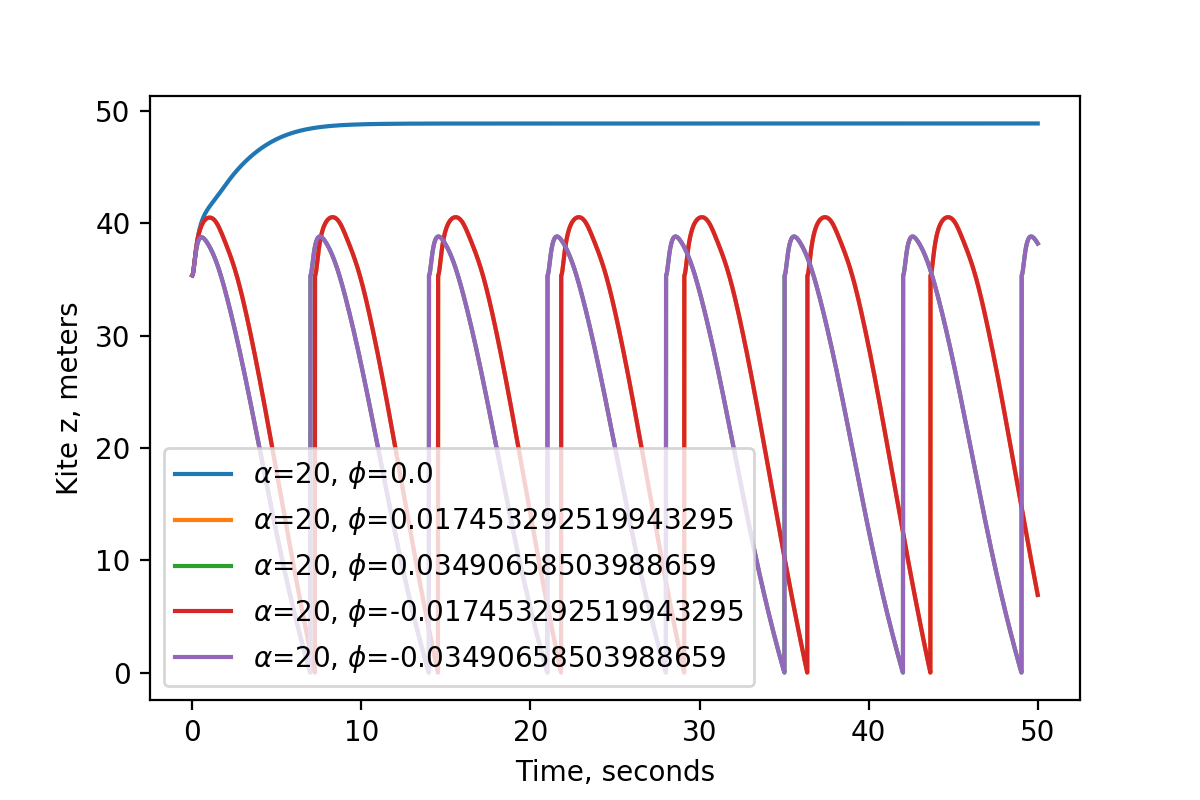 50
40
30
20
10
0
Kite z, meters
α=20, ϕ=0.0
α=20, ϕ=0.017453292519943295
α=20, ϕ=0.03490658503988659
α=20, ϕ=-0.017453292519943295
α=20, ϕ=-0.03490658503988659
0 10 20 30 40 50
Time, seconds